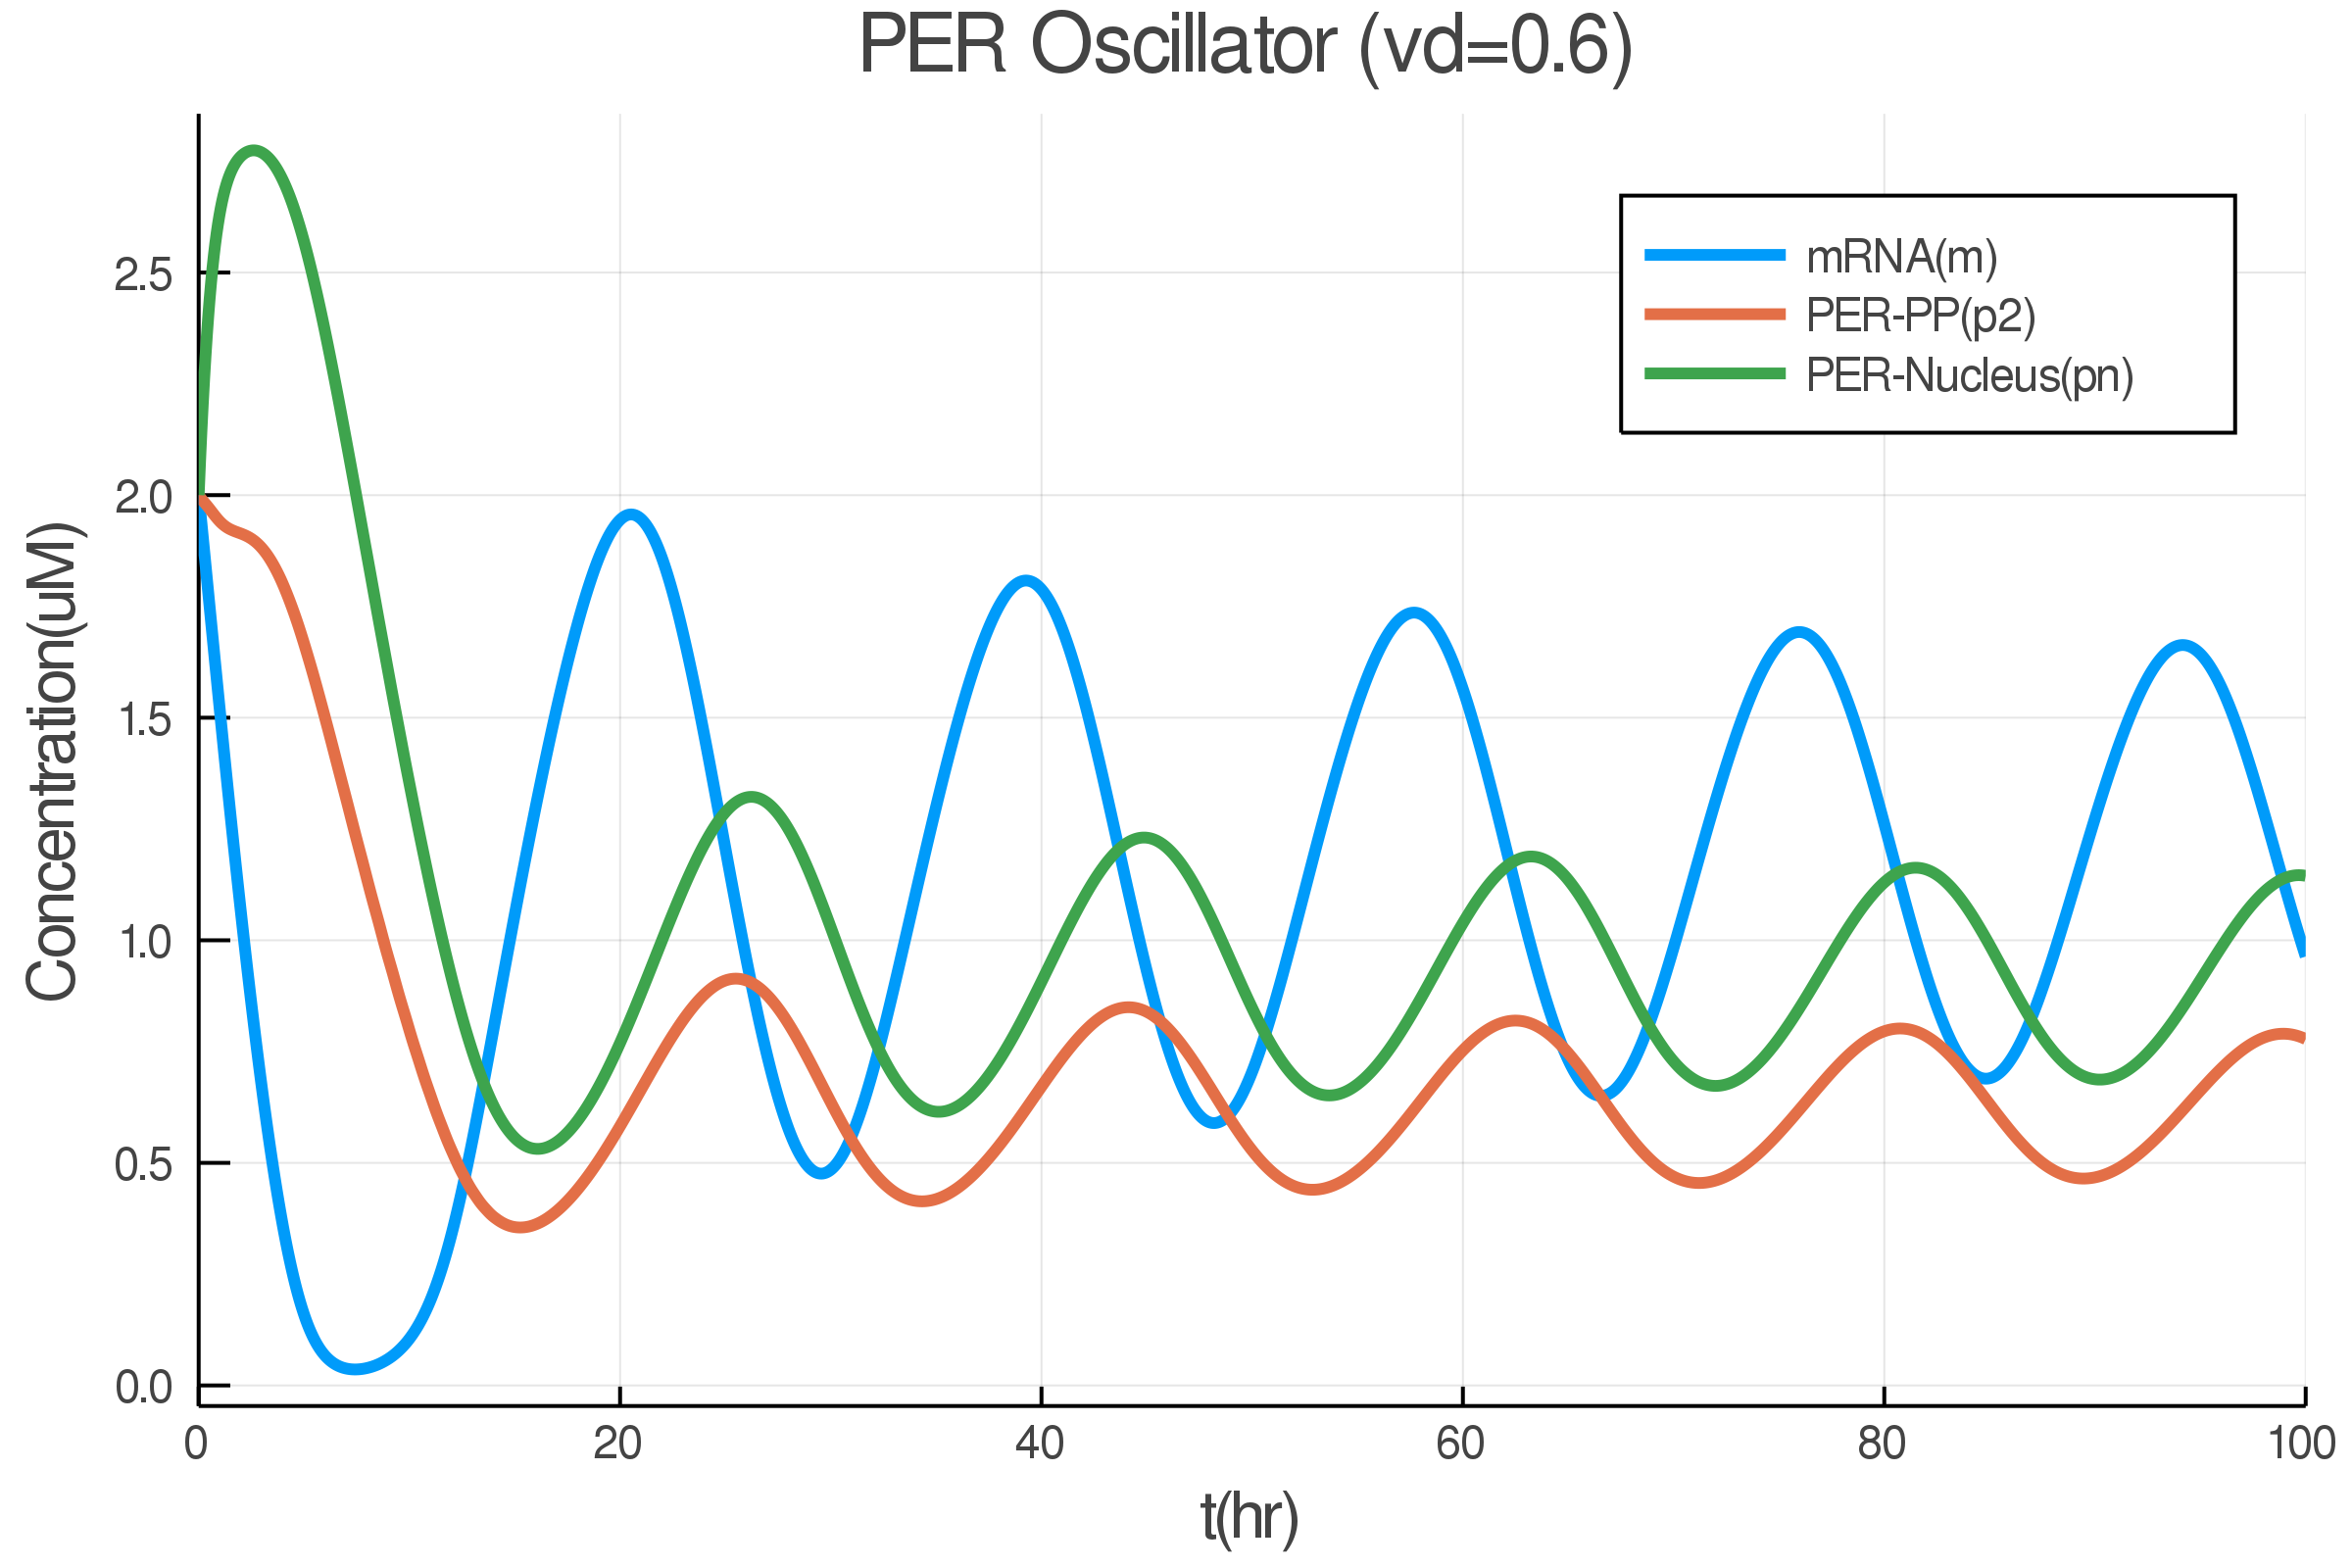 PER Oscillator (vd=0.6)
mRNA(m)
PER-PP(p2)
PER-Nucleus(pn)
Concentration(uM)
2.5
2.0
1.5
1.0
0.5
0.0
0 20 40 60 80 100
t(hr)